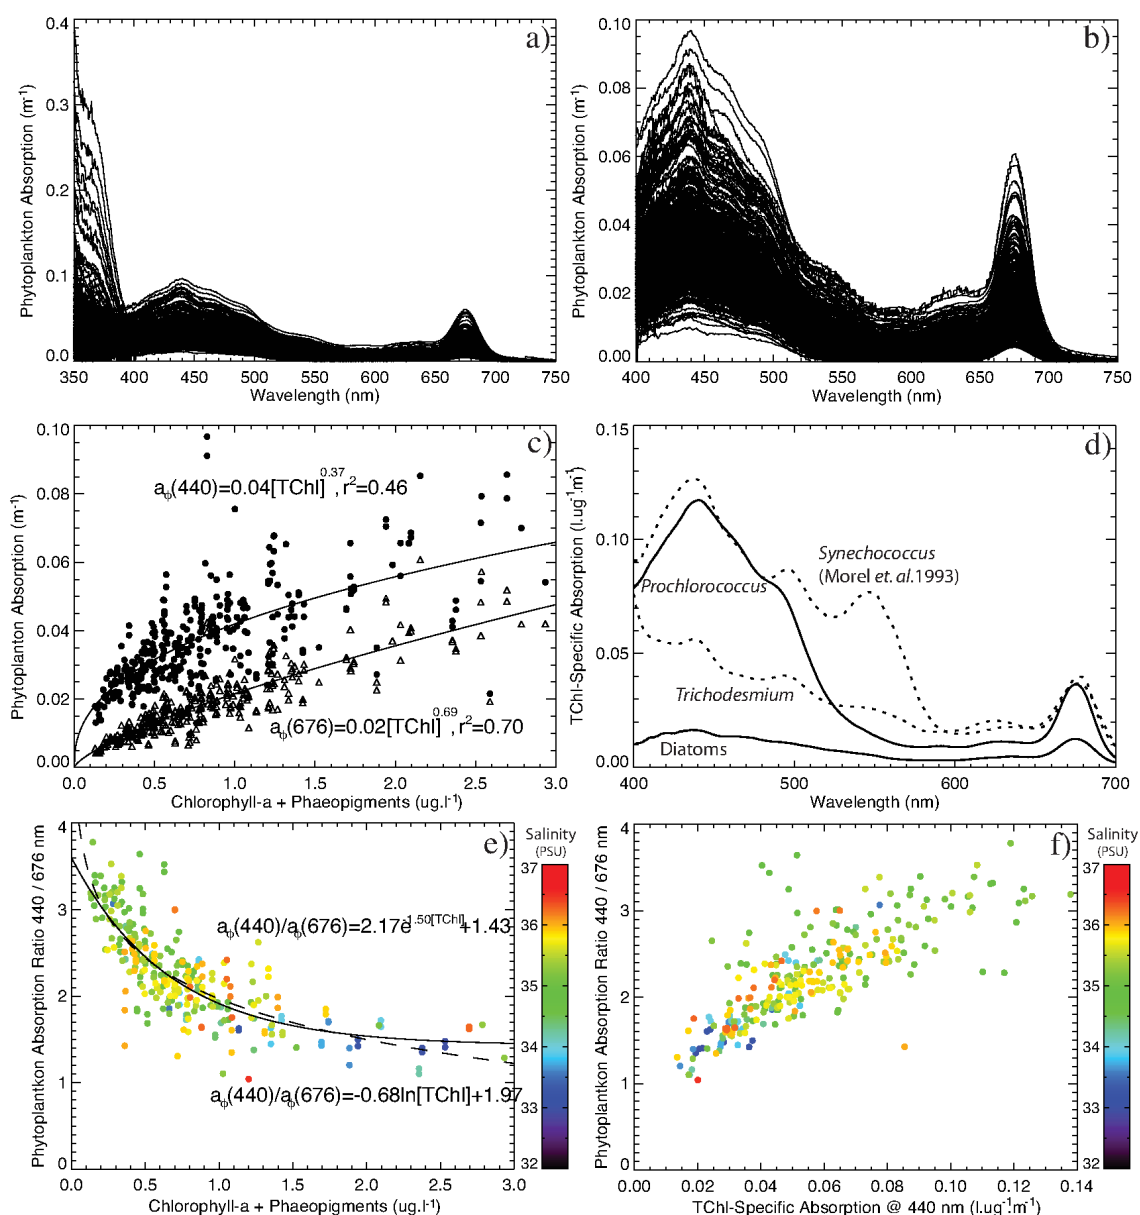 a)
Phytoplankton Absorption (m⁻¹)
0.4
0.3
0.2
0.1
0.0
350 400 450 500 550 600 650 700 750
Wavelength (nm)
b)
Phytoplankton Absorption (m⁻¹)
0.10
0.08
0.06
0.04
0.02
0.00
400 450 500 550 600 650 700 750
Wavelength (nm)
c)
Phytoplanton Absorption (m⁻¹)
0.10
0.08
0.06
0.04
0.02
0.00
aϕ(440)=0.04[TChl]^0.37, r²=0.46
aϕ(676)=0.02[TChl]^0.69, r²=0.70
0.0 0.5 1.0 1.5 2.0 2.5 3.0
Chlorophyll-a + Phaeopigments (ug.l⁻¹)
d)
TChl-Specific Absorption (l.ug⁻¹.m⁻¹)
0.15
0.10
0.05
0.00
Synechococcus
(Morel et. al.1993)
Prochlorococcus
Trichodesmium
Diatoms
400 500 600 700
Wavelength (nm)
e)
Phytoplantkon Absorption Ratio 440 / 676 nm
4
3
2
1
0
aϕ(440)/aϕ(676)=2.17e^-1.50[TChl]+1.43
aϕ(440)/aϕ(676)=-0.68ln[TChl]+1.97
0.0 0.5 1.0 1.5 2.0 2.5 3.0
Chlorophyll-a + Phaeopigments (ug.l⁻¹)
Salinity
(PSU)
37
36
35
34
33
32
f)
Phytoplantkon Absorption Ratio 440 / 676 nm
4
3
2
1
0
0.00 0.02 0.04 0.06 0.08 0.10 0.12 0.14
TChl-Specific Absorption @ 440 nm (l.ug⁻¹.m⁻¹)
Salinity
(PSU)
37
36
35
34
33
32